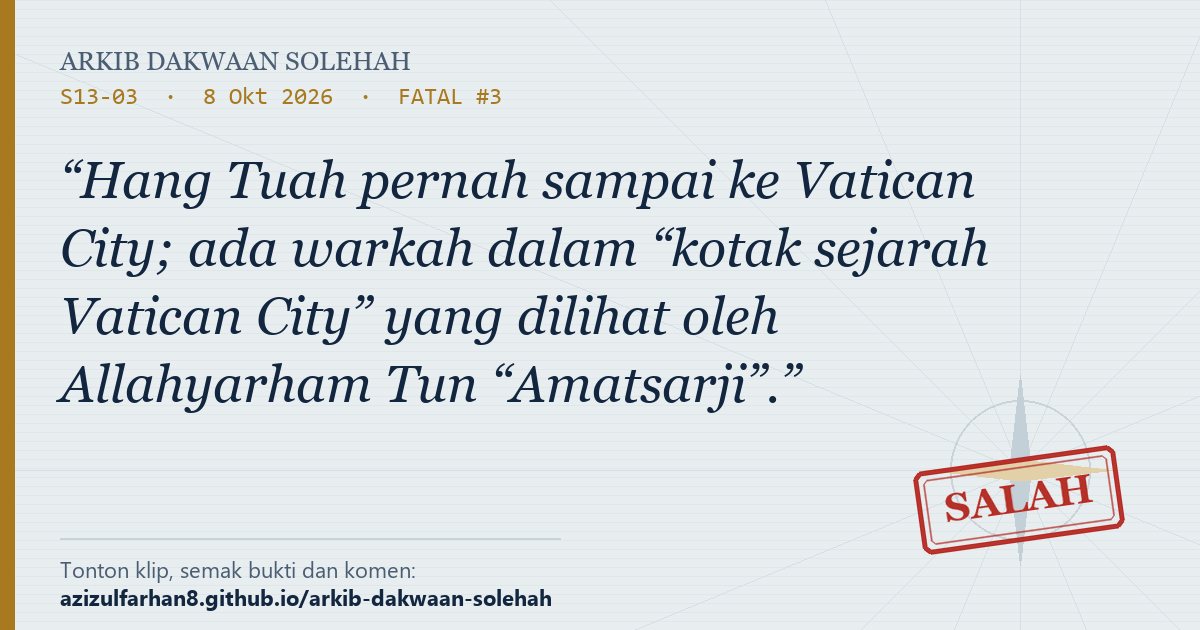 ARKIB DAKWAAN SOLEHAH
S13-03 · 8 Okt 2026 · FATAL #3
“Hang Tuah pernah sampai ke Vatican
City; ada warkah dalam “kotak sejarah
Vatican City” yang dilihat oleh
Allahyarham Tun “Amatsarji”.”
SALAH
Tonton klip, semak bukti dan komen:
azizulfarhan8.github.io/arkib-dakwaan-solehah